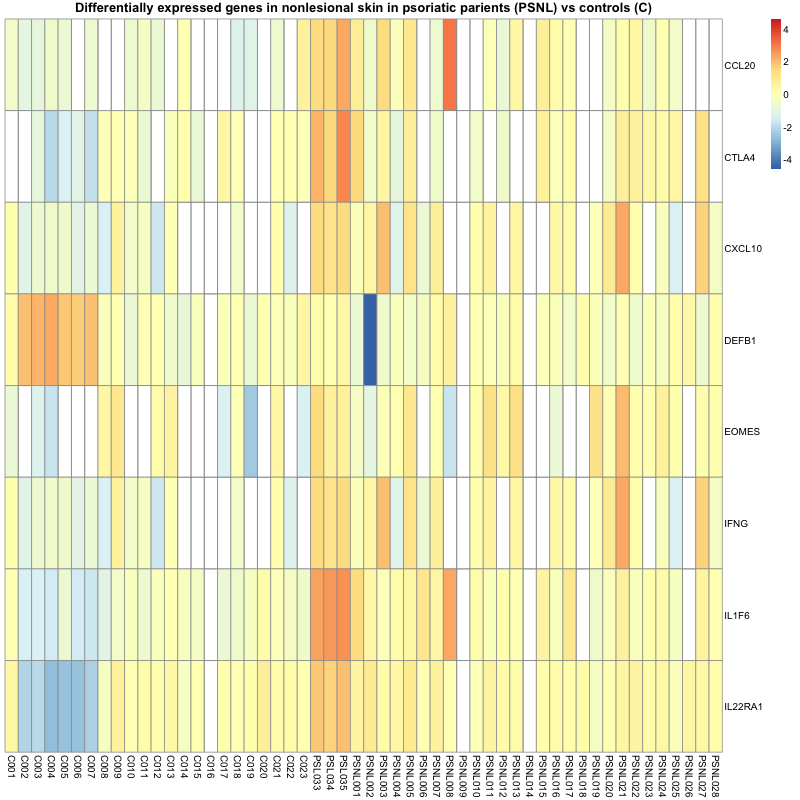 Differentially expressed genes in nonlesional skin in psoriatic parients (PSNL) vs controls (C)
4
2
0
-2
-4
CCL20
CTLA4
CXCL10
DEFB1
EOMES
IFNG
IL1F6
IL22RA1
C001
C002
C003
C004
C005
C006
C007
C008
C009
C010
C011
C012
C013
C014
C015
C016
C017
C018
C019
C020
C021
C022
C023
PSL033
PSL034
PSL035
PSNL001
PSNL002
PSNL003
PSNL004
PSNL005
PSNL006
PSNL007
PSNL008
PSNL009
PSNL010
PSNL011
PSNL012
PSNL013
PSNL014
PSNL015
PSNL016
PSNL017
PSNL018
PSNL019
PSNL020
PSNL021
PSNL022
PSNL023
PSNL024
PSNL025
PSNL026
PSNL027
PSNL028